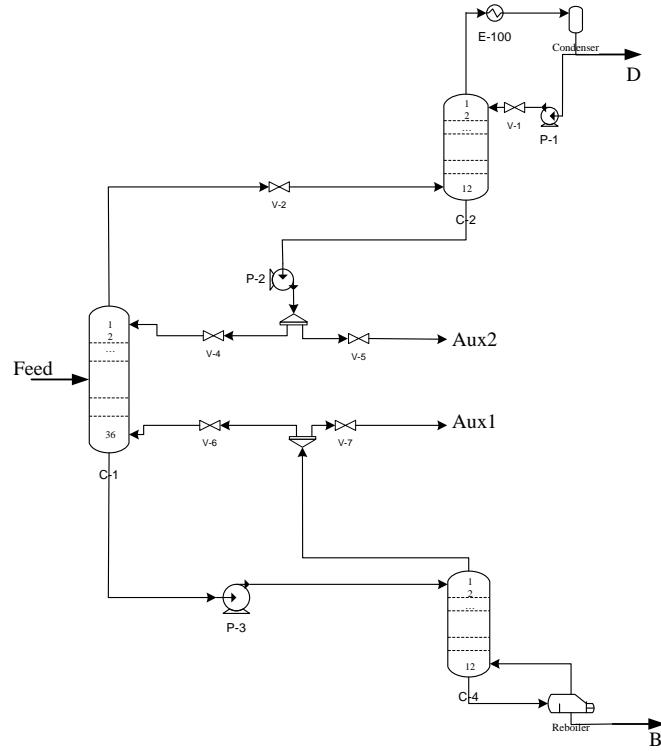 E-100
Condenser
D
1
2
...
12
V-1
P-1
C-2
V-2
P-2
1
2
...
36
V-4
V-5
Aux2
Feed
V-6
V-7
Aux1
C-1
P-3
1
2
...
12
C-4
Reboiler
B